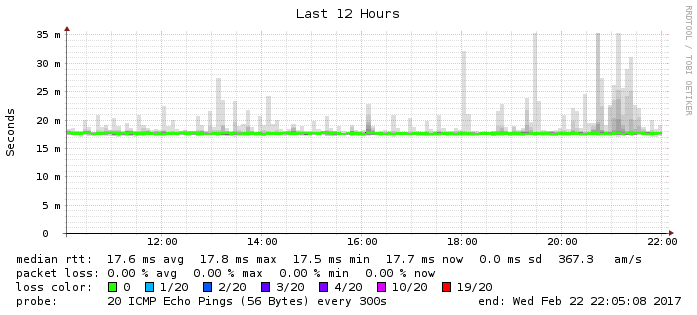 Last 12 Hours
RRDTOOL / TOBI OETIKER
Seconds
35 m
30 m
25 m
20 m
15 m
10 m
5 m
0
12:00 14:00 16:00 18:00 20:00 22:00
median rtt: 17.6 ms avg 17.8 ms max 17.5 ms min 17.7 ms now 0.0 ms sd 367.3 am/s
packet loss: 0.00 % avg 0.00 % max 0.00 % min 0.00 % now
loss color: 0 1/20 2/20 3/20 4/20 10/20 19/20
probe: 20 ICMP Echo Pings (56 Bytes) every 300s end: Wed Feb 22 22:05:08 2017